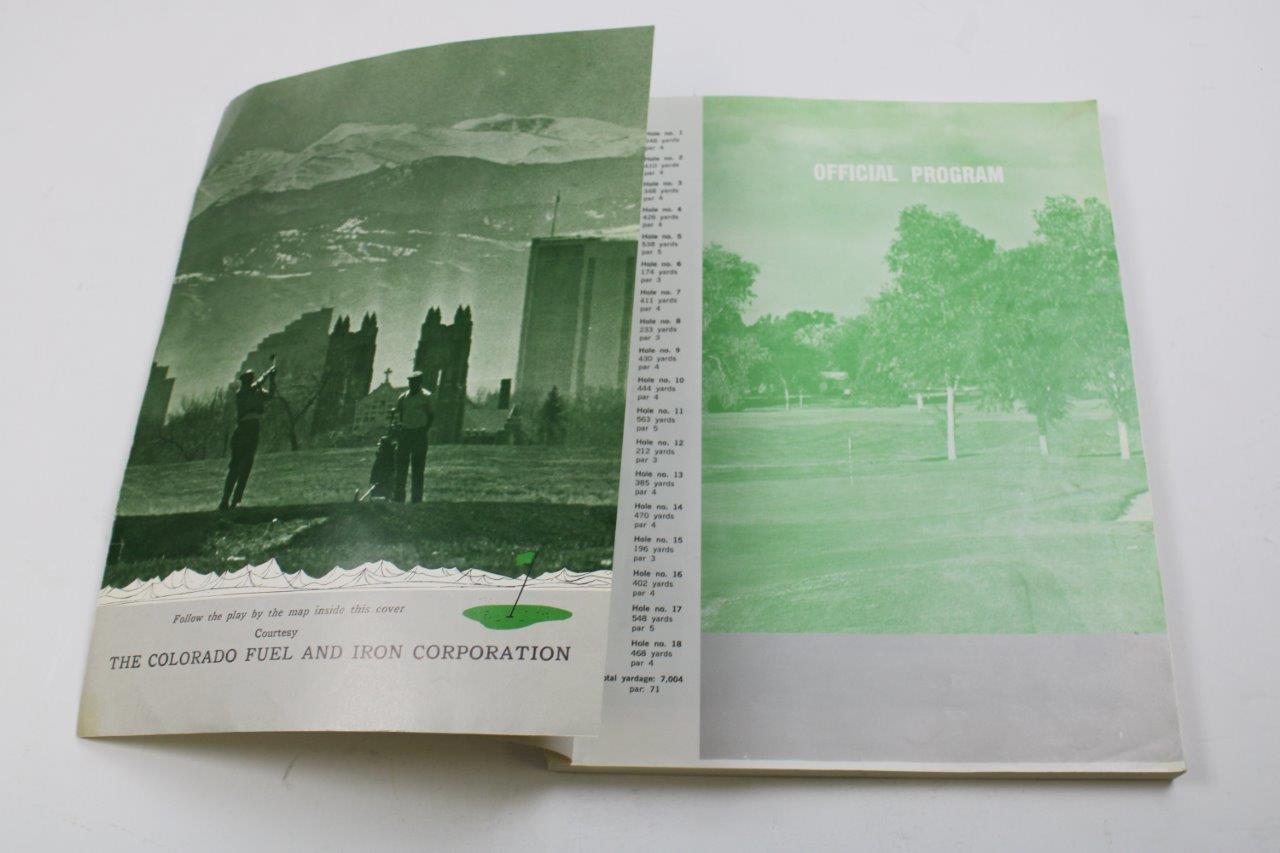 Follow the play by the map inside this cover
Courtesy
THE COLORADO FUEL AND IRON CORPORATION
Hole no. 1
348 yards
par 4
Hole no. 2
410 yards
par 4
Hole no. 3
348 yards
par 4
Hole no. 4
426 yards
par 4
Hole no. 5
538 yards
par 5
Hole no. 6
174 yards
par 3
Hole no. 7
411 yards
par 4
Hole no. 8
233 yards
par 3
Hole no. 9
430 yards
par 4
Hole no. 10
444 yards
par 4
Hole no. 11
563 yards
par 5
Hole no. 12
212 yards
par 3
Hole no. 13
385 yards
par 4
Hole no. 14
470 yards
par 4
Hole no. 15
196 yards
par 3
Hole no. 16
402 yards
par 4
Hole no. 17
548 yards
par 5
Hole no. 18
468 yards
par 4
yardage: 7,004
par: 71
OFFICIAL PROGRAM